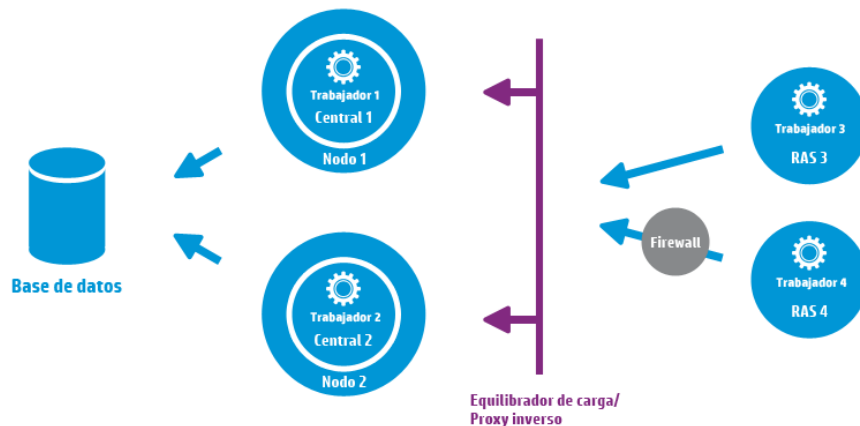 Trabajador 1
Central 1
Nodo 1
Trabajador 3
RAS 3
Firewall
Base de datos
Trabajador 2
Central 2
Nodo 2
Trabajador 4
RAS 4
Equilibrador de carga/
Proxy inverso